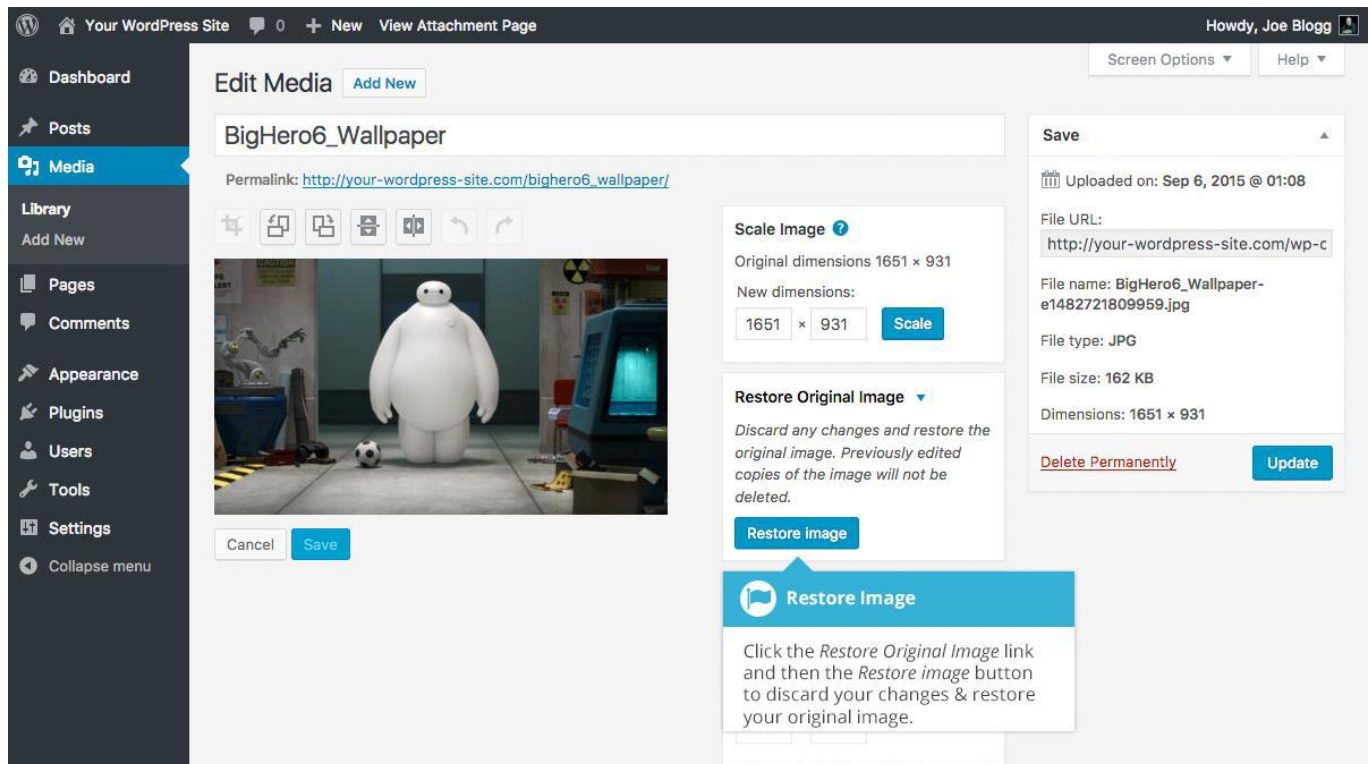 Your WordPress Site 0 + New View Attachment Page
Howdy, Joe Blogg
Screen Options ▼ Help ▼
Dashboard
Posts
Media
Library
Add New
Pages
Comments
Appearance
Plugins
Users
Tools
Settings
Collapse menu
Edit Media Add New
BigHero6_Wallpaper
Permalink: http://your-wordpress-site.com/bighero6_wallpaper/
Cancel Save
Scale Image ?
Original dimensions 1651 × 931
New dimensions:
1651 × 931 Scale
Restore Original Image ▼
Discard any changes and restore the
original image. Previously edited
copies of the image will not be
deleted.
Restore image
Restore Image
Click the Restore Original Image link
and then the Restore image button
to discard your changes & restore
your original image.
Save
Uploaded on: Sep 6, 2015 @ 01:08
File URL:
http://your-wordpress-site.com/wp-c
File name: BigHero6_Wallpaper-
e1482721809959.jpg
File type: JPG
File size: 162 KB
Dimensions: 1651 × 931
Delete Permanently Update